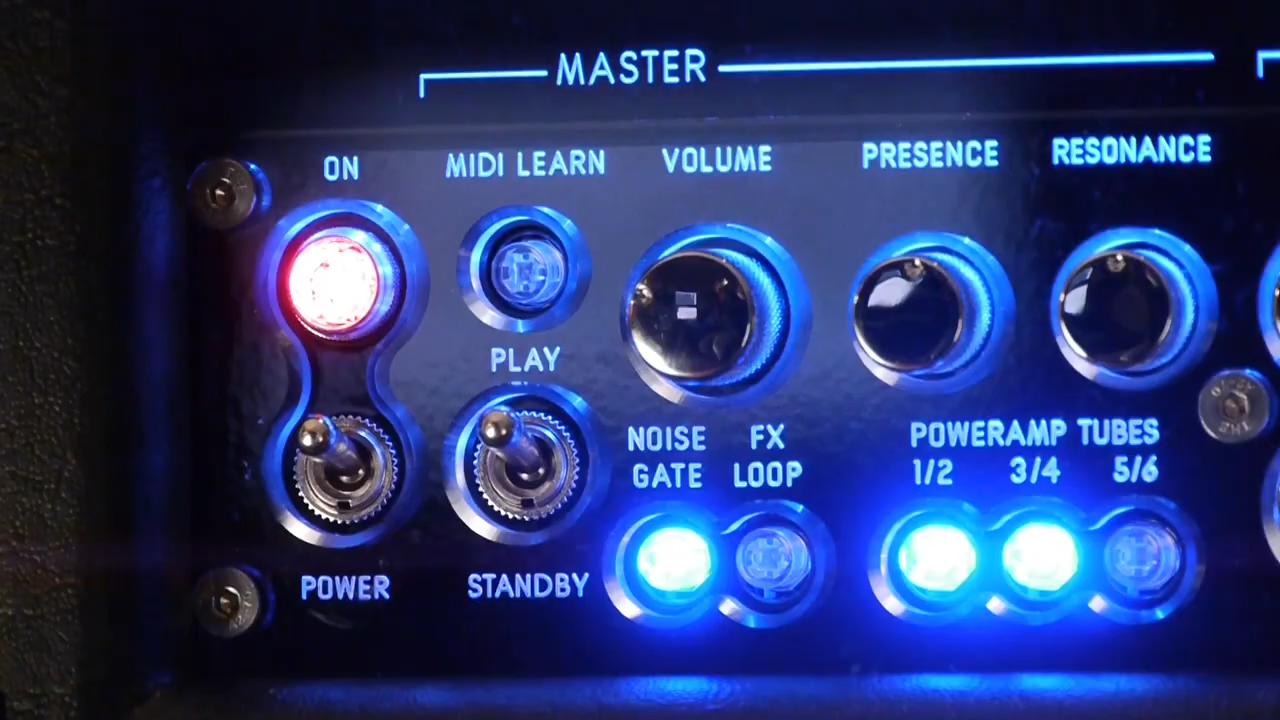 MASTER
ON
MIDI LEARN
VOLUME
PRESENCE
RESONANCE
PLAY
NOISE
GATE
FX
LOOP
POWERAMP TUBES
1/2 3/4 5/6
POWER
STANDBY